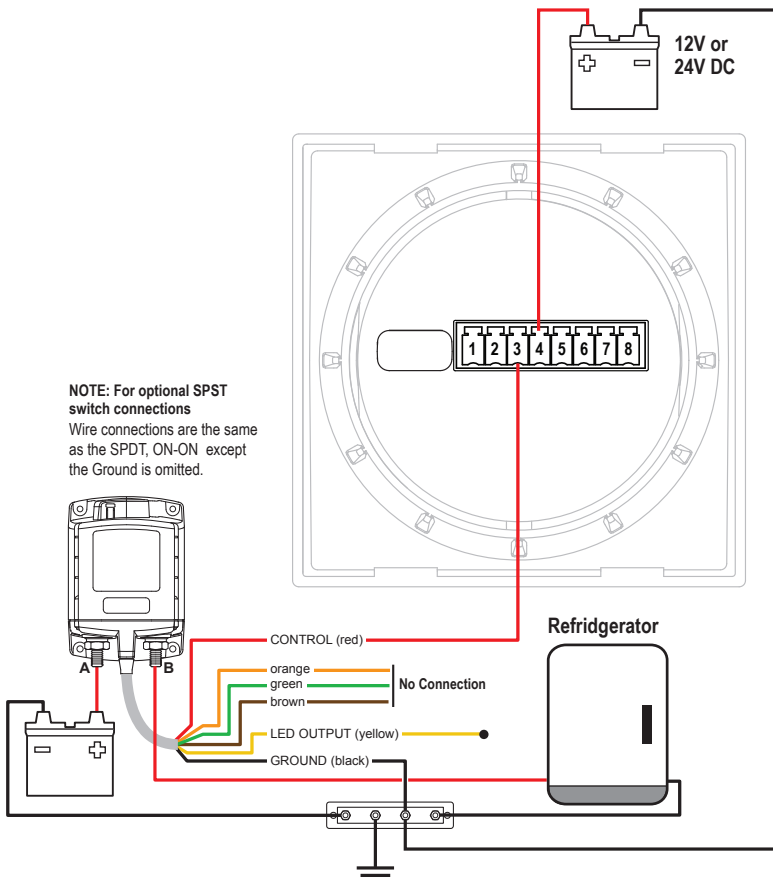 12V or
24V DC
1 2 3 4 5 6 7 8
NOTE: For optional SPST
switch connections
Wire connections are the same
as the SPDT, ON-ON except
the Ground is omitted.
A B
CONTROL (red)
orange
green
brown
No Connection
LED OUTPUT (yellow)
GROUND (black)
Refridgerator